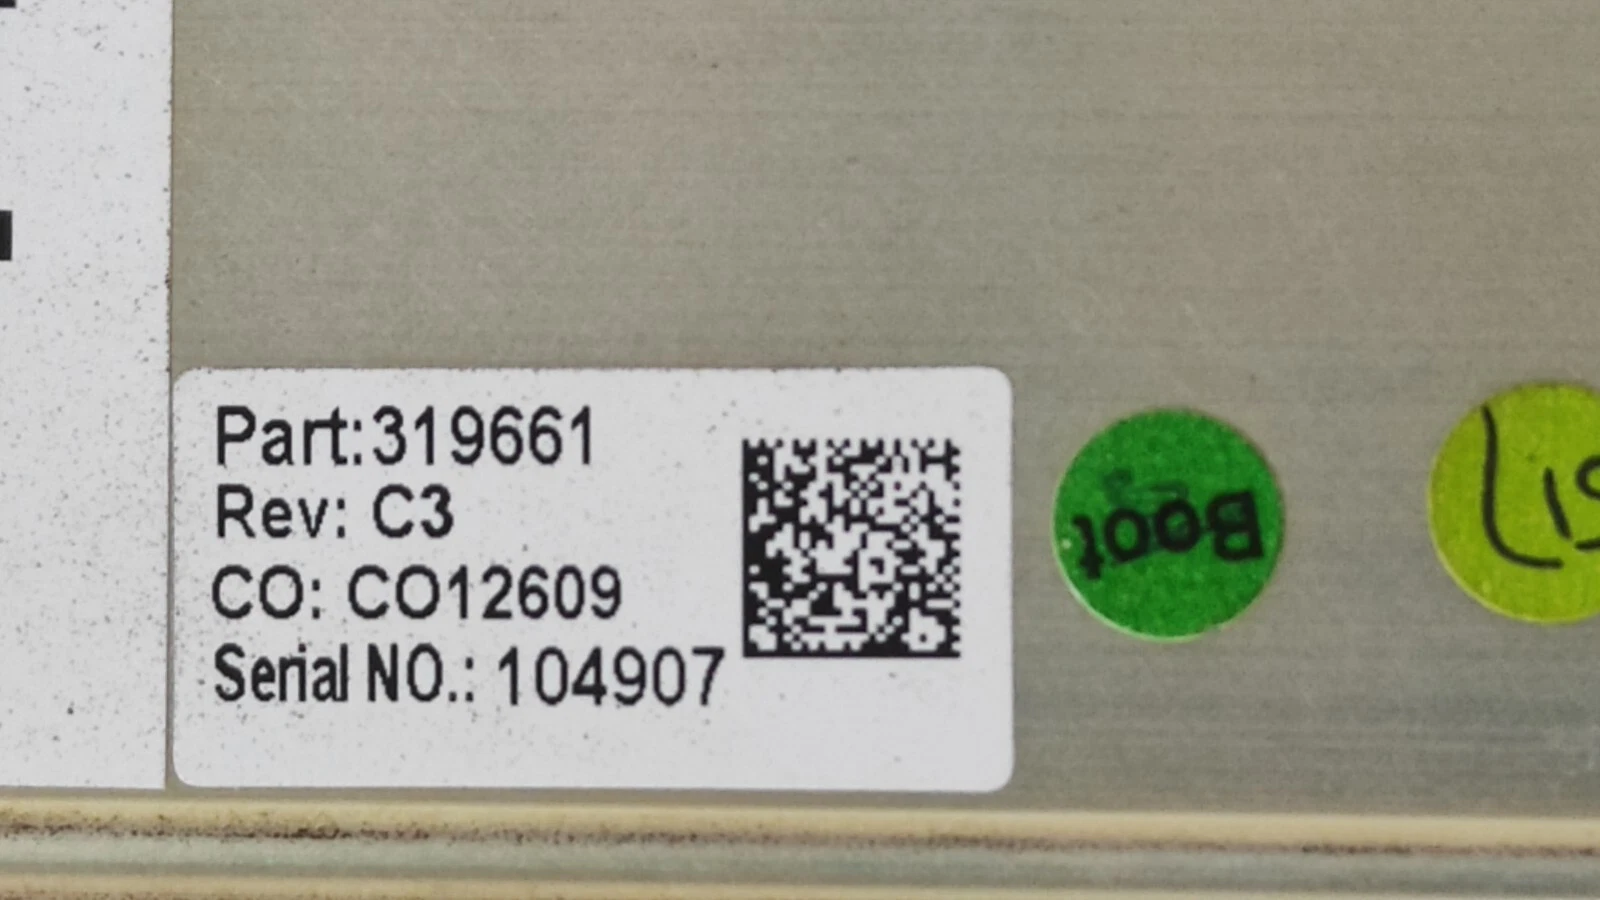 Part:319661
Rev: C3
CO: CO12609
Serial NO.: 104907
Boot